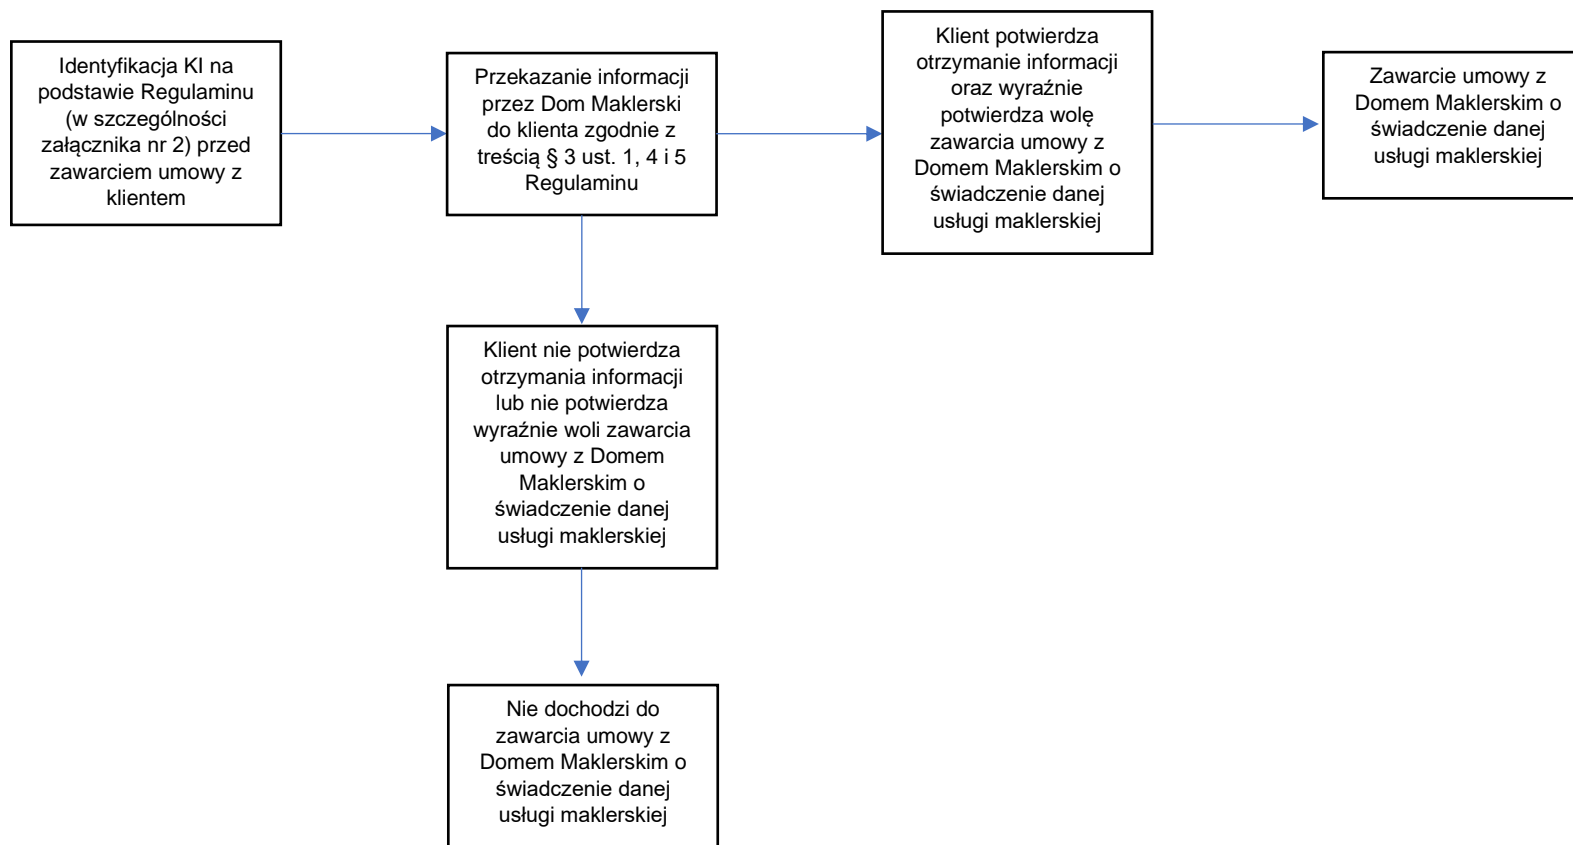 Identyfikacja KI na
podstawie Regulaminu
(w szczególności
załącznika nr 2) przed
zawarciem umowy z
klientem
Przekazanie informacji
przez Dom Maklerski
do klienta zgodnie z
treścią § 3 ust. 1, 4 i 5
Regulaminu
Klient potwierdza
otrzymanie informacji
oraz wyraźnie
potwierdza wolę
zawarcia umowy z
Domem Maklerskim o
świadczenie danej
usługi maklerskiej
Zawarcie umowy z
Domem Maklerskim o
świadczenie danej
usługi maklerskiej
Klient nie potwierdza
otrzymania informacji
lub nie potwierdza
wyraźnie woli zawarcia
umowy z Domem
Maklerskim o
świadczenie danej
usługi maklerskiej
Nie dochodzi do
zawarcia umowy z
Domem Maklerskim o
świadczenie danej
usługi maklerskiej